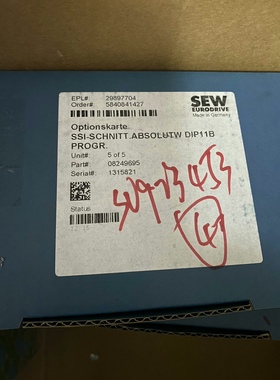 EPL#: 29897704
Order#: 5840841427
SEW
EURODRIVE
Made in Germany
Optionskarte.
SSI-SCHNITT.ABSOLUTW DIP11B
PROGR.
Unit#: 5 of 5
Part#: 08249695
Serial#: 1315821
Status